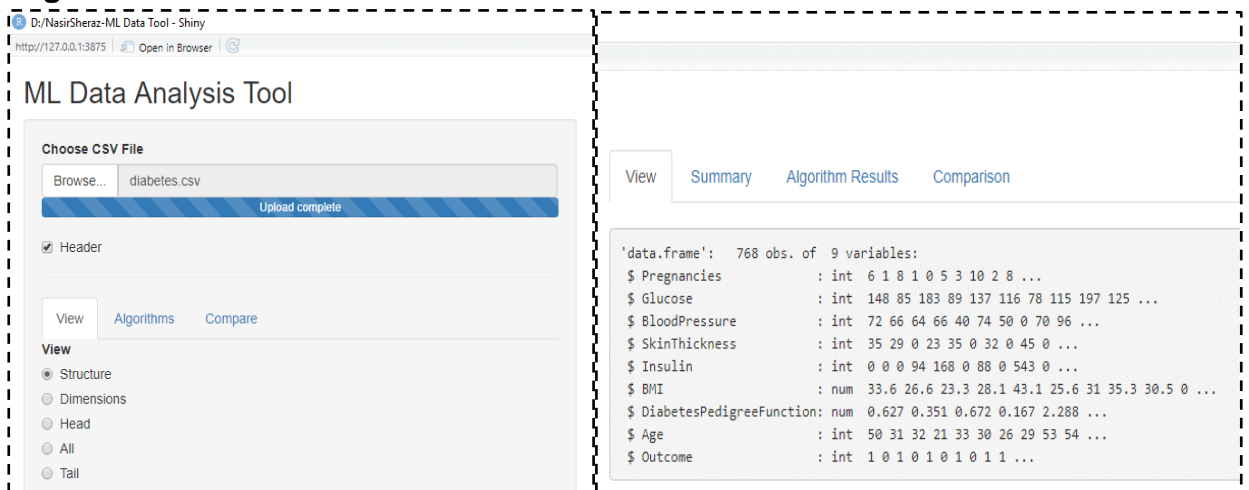 D:/NasirSheraz-ML Data Tool - Shiny
http://127.0.0.1:3875 Open in Browser
ML Data Analysis Tool
Choose CSV File
Browse... diabetes.csv
Upload complete
Header
View Algorithms Compare
View
Structure
Dimensions
Head
All
Tail
View Summary Algorithm Results Comparison
'data.frame': 768 obs. of 9 variables:
$ Pregnancies : int 6 1 8 1 0 5 3 10 2 8 ...
$ Glucose : int 148 85 183 89 137 116 78 115 197 125 ...
$ BloodPressure : int 72 66 64 66 40 74 50 0 70 96 ...
$ SkinThickness : int 35 29 0 23 35 0 32 0 45 0 ...
$ Insulin : int 0 0 0 94 168 0 88 0 543 0 ...
$ BMI : num 33.6 26.6 23.3 28.1 43.1 25.6 31 35.3 30.5 0 ...
$ DiabetesPedigreeFunction: num 0.627 0.351 0.672 0.167 2.288 ...
$ Age : int 50 31 32 21 33 30 26 29 53 54 ...
$ Outcome : int 1 0 1 0 1 0 1 0 1 1 ...